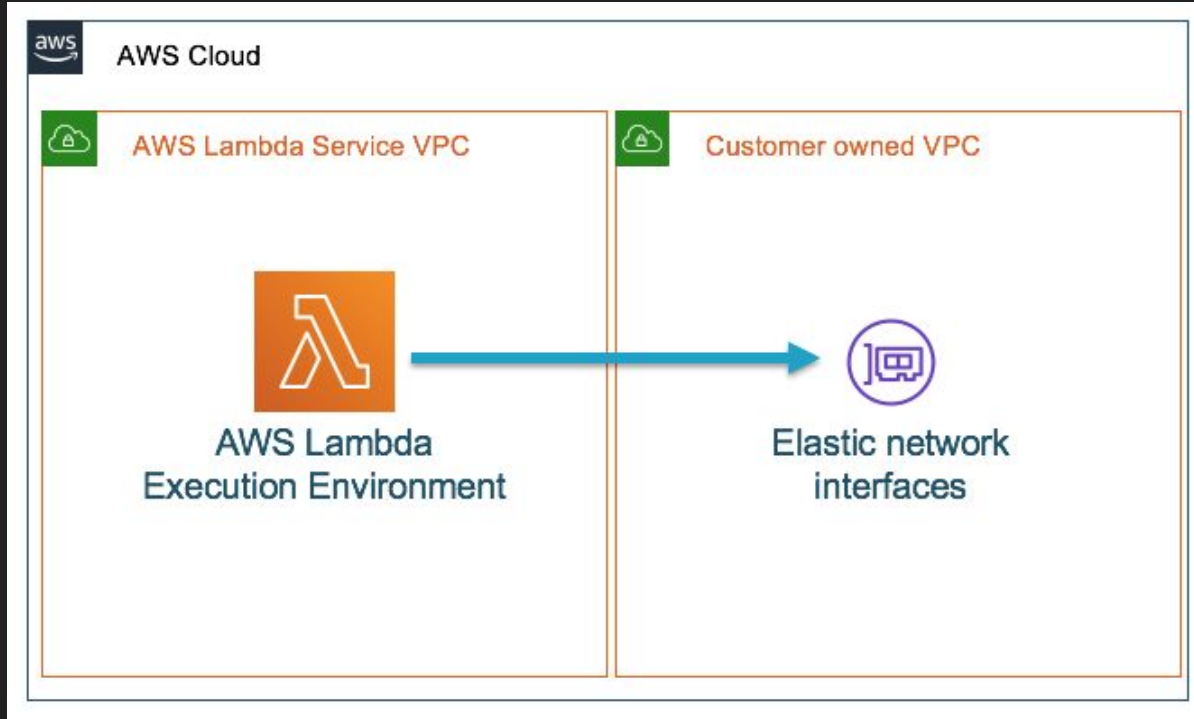 aws
AWS Cloud
AWS Lambda Service VPC
Customer owned VPC
AWS Lambda
Execution Environment
Elastic network
interfaces